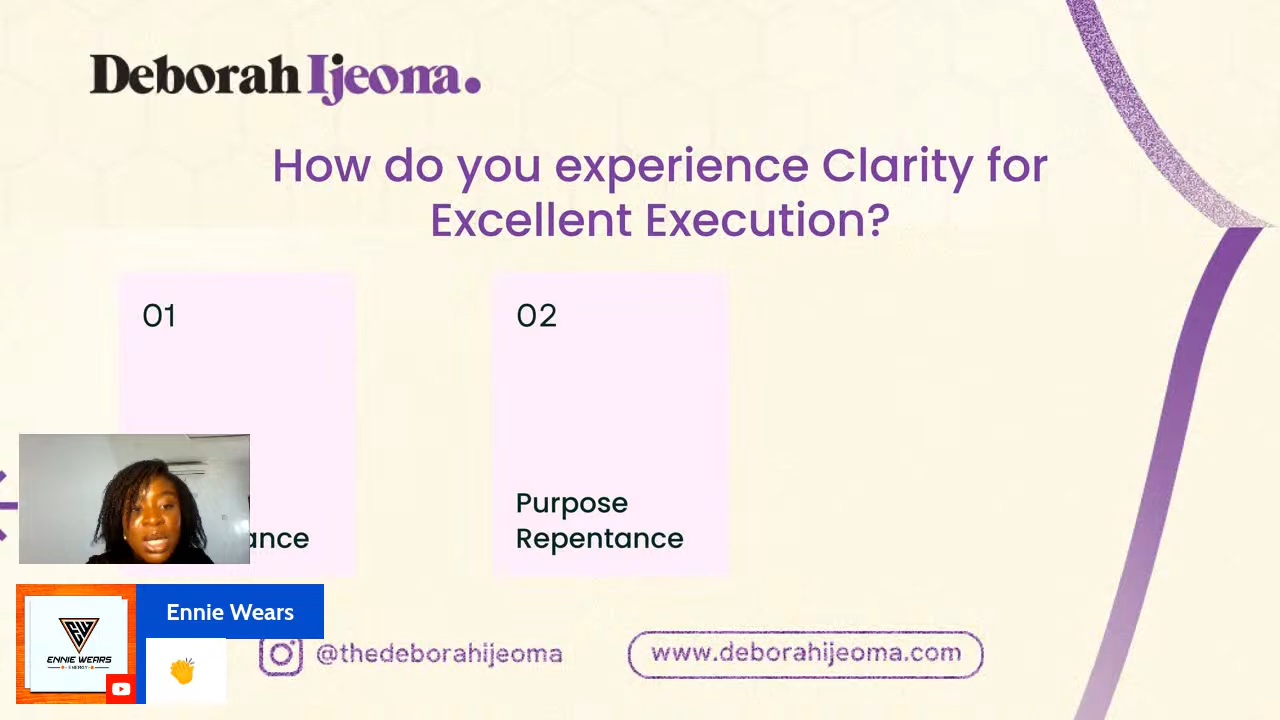 Deborah Ijeoma.
How do you experience Clarity for
Excellent Execution?
01
02
Purpose
Repentance
ance
Ennie Wears
ENNIE WEARS
ENERGY
@thedeborahijeoma
www.deborahijeoma.com